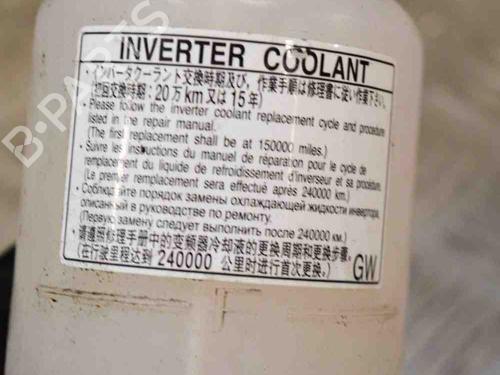 INVERTER COOLANT
・インバータクーラント交換時期及び、作業手順は修理書に従い作業下さい。
(初回交換時期：20万km又は15年)
・Please follow the inverter coolant replacement cycle and procedure
listed in the repair manual.
(The first replacement shall be at 150000 miles.)
・Suivre les instructions du manuel de réparation pour le cycle de
remplacement du liquide de refroidissement d'inverseur et sa procédure.
(Le premier remplacement sera effectué après 240000 km.)
・Соблюдайте порядок замены охлаждающей жидкости инвертора,
описанный в руководстве по ремонту.
(Первую замену следует выполнить после 240000 км.)
・请遵照修理手册中的变频器冷却液的更换周期和更换步骤。
(在行驶里程达到 240000 公里时进行首次更换。)
GW
B-PARTS